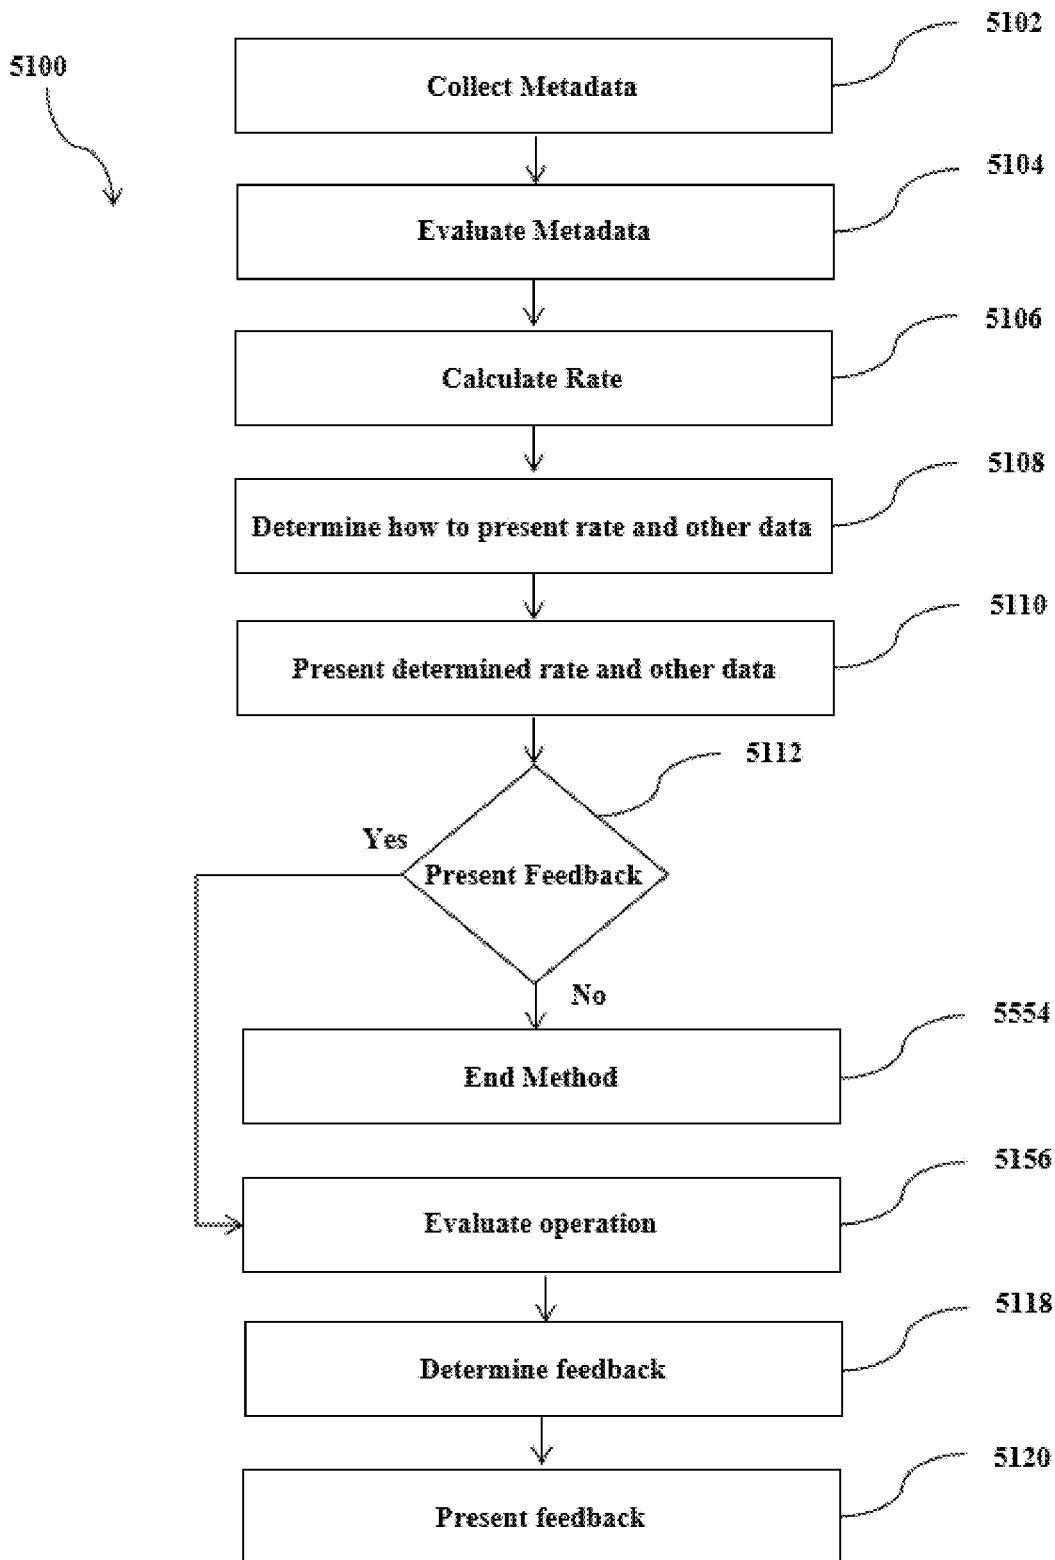 5100
5102
Collect Metadata
5104
Evaluate Metadata
5106
Calculate Rate
5108
Determine how to present rate and other data
5110
Present determined rate and other data
5112
Yes
Present Feedback
No
5554
End Method
5156
Evaluate operation
5118
Determine feedback
5120
Present feedback